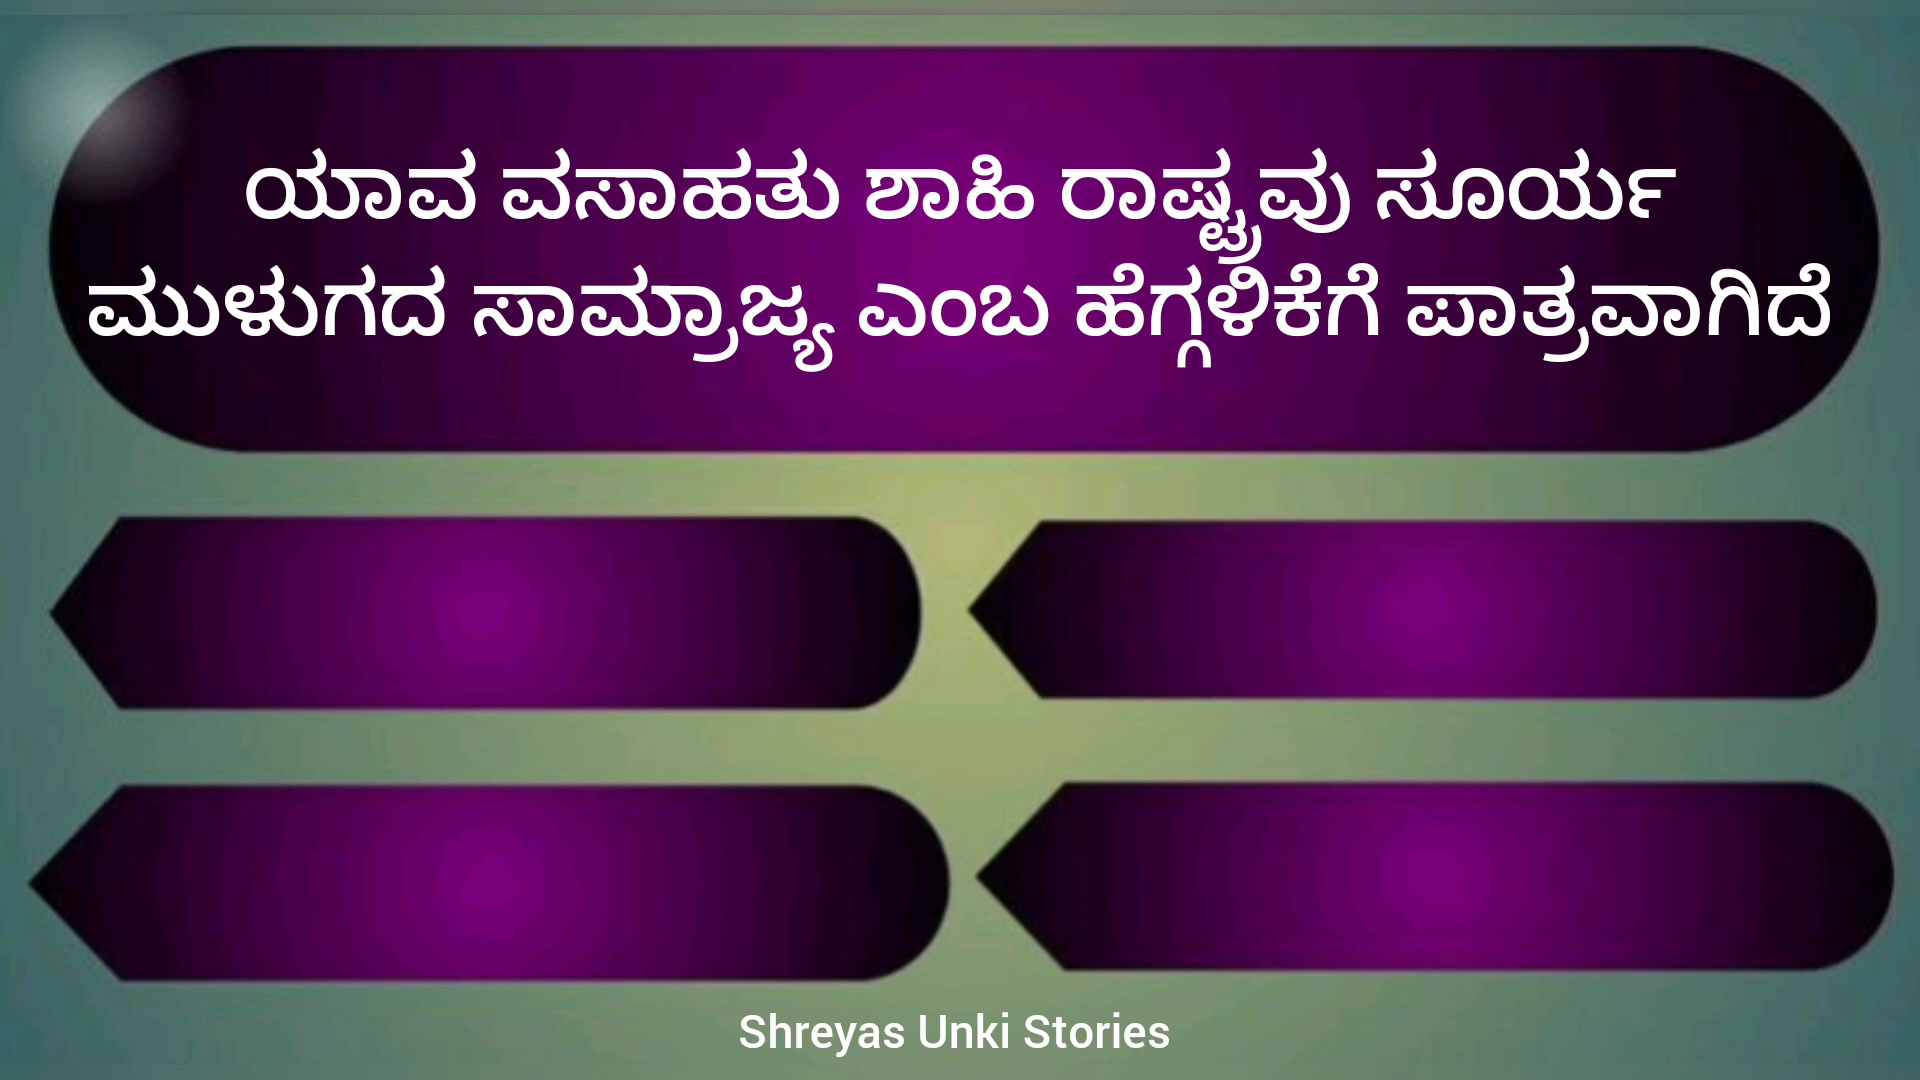 ಯಾವ ವಸಾಹತು ಶಾಹಿ ರಾಷ್ಟ್ರವು ಸೂರ್ಯ
ಮುಳುಗದ ಸಾಮ್ರಾಜ್ಯ ಎಂಬ ಹೆಗ್ಗಳಿಕೆಗೆ ಪಾತ್ರವಾಗಿದೆ
Shreyas Unki Stories